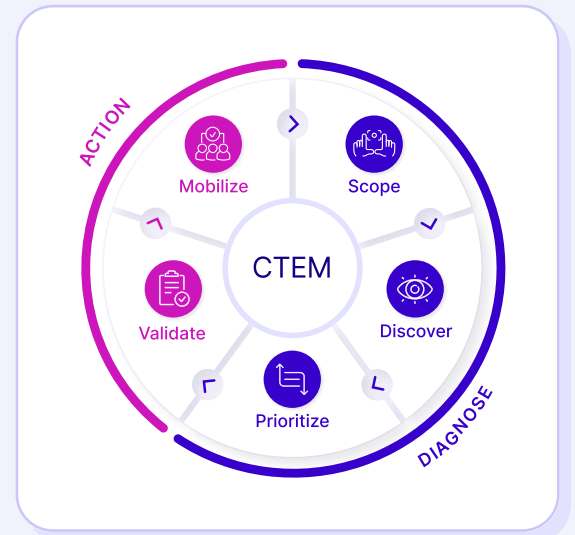 ACTION
Mobilize
Scope
CTEM
Validate
Discover
Prioritize
DIAGNOSE